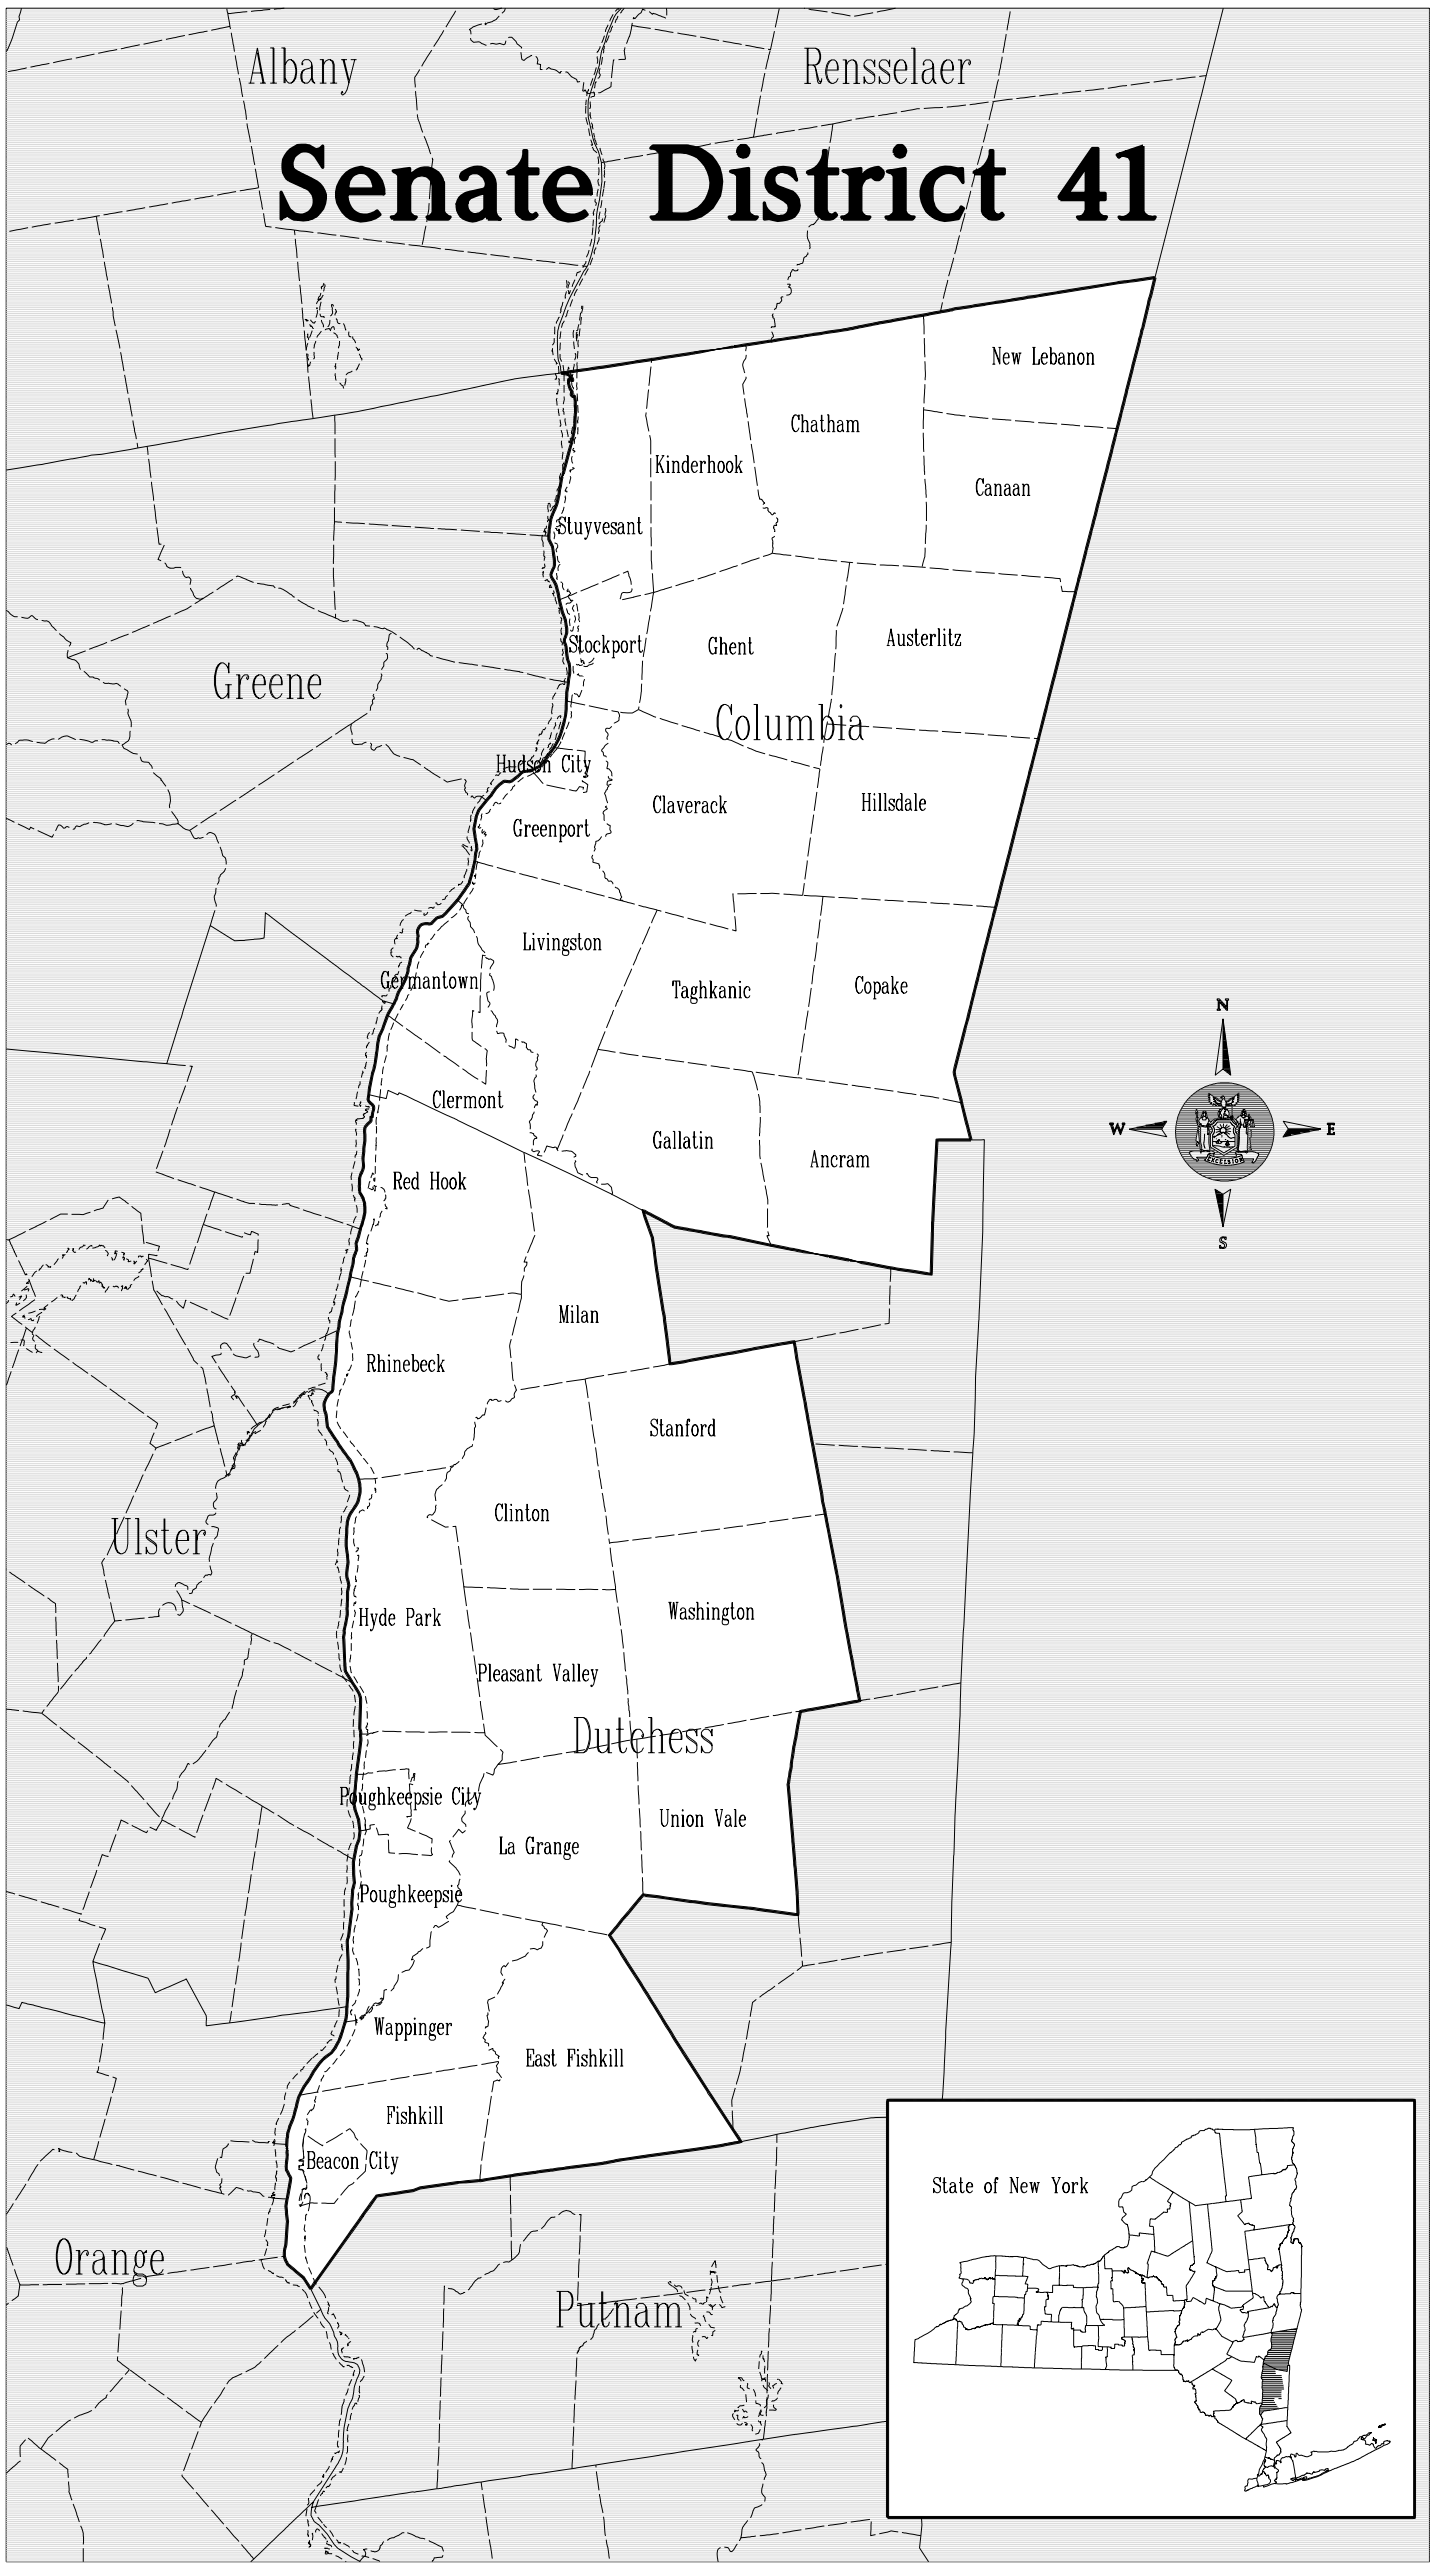 Albany
Rensselaer
Senate District 41
New Lebanon
Chatham
Kinderhook
Canaan
Stuyvesant
Austerlitz
Stockport
Ghent
Greene
Columbia
Hudson City
Hillsdale
Claverack
Greenport
Livingston
Germantown
Copake
Taghkanic
N
Clermont
W
E
EXCELSIOR
Gallatin
Ancram
Red Hook
S
Milan
Rhinebeck
Stanford
Clinton
Ulster
Washington
Hyde Park
Pleasant Valley
Dutchess
Poughkeepsie City
Union Vale
La Grange
Poughkeepsie
Wappinger
East Fishkill
Fishkill
Beacon City
State of New York
Orange
Putnam